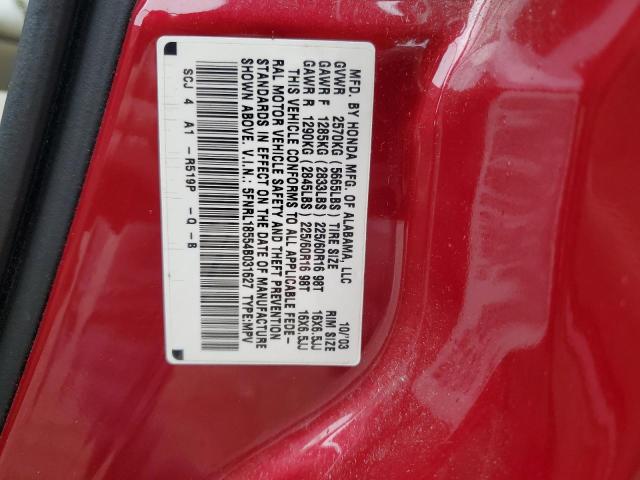 MFD. BY HONDA MFG. OF ALABAMA, LLC 10/'03
GVWR 2570KG (5665LBS) TIRE SIZE RIM SIZE
GAWR F 1285KG (2833LBS) 225/60R16 98T 16X6.5JJ
GAWR R 1290KG (2845LBS) 225/60R16 98T 16X6.5JJ
THIS VEHICLE CONFORMS TO ALL APPLICABLE FEDE-
RAL MOTOR VEHICLE SAFETY AND THEFT PREVENTION
STANDARDS IN EFFECT ON THE DATE OF MANUFACTURE
SHOWN ABOVE. V.I.N.: 5FNRL18554B031627 TYPE:MPV
SCJ 4 A1 - R519P - Q - B